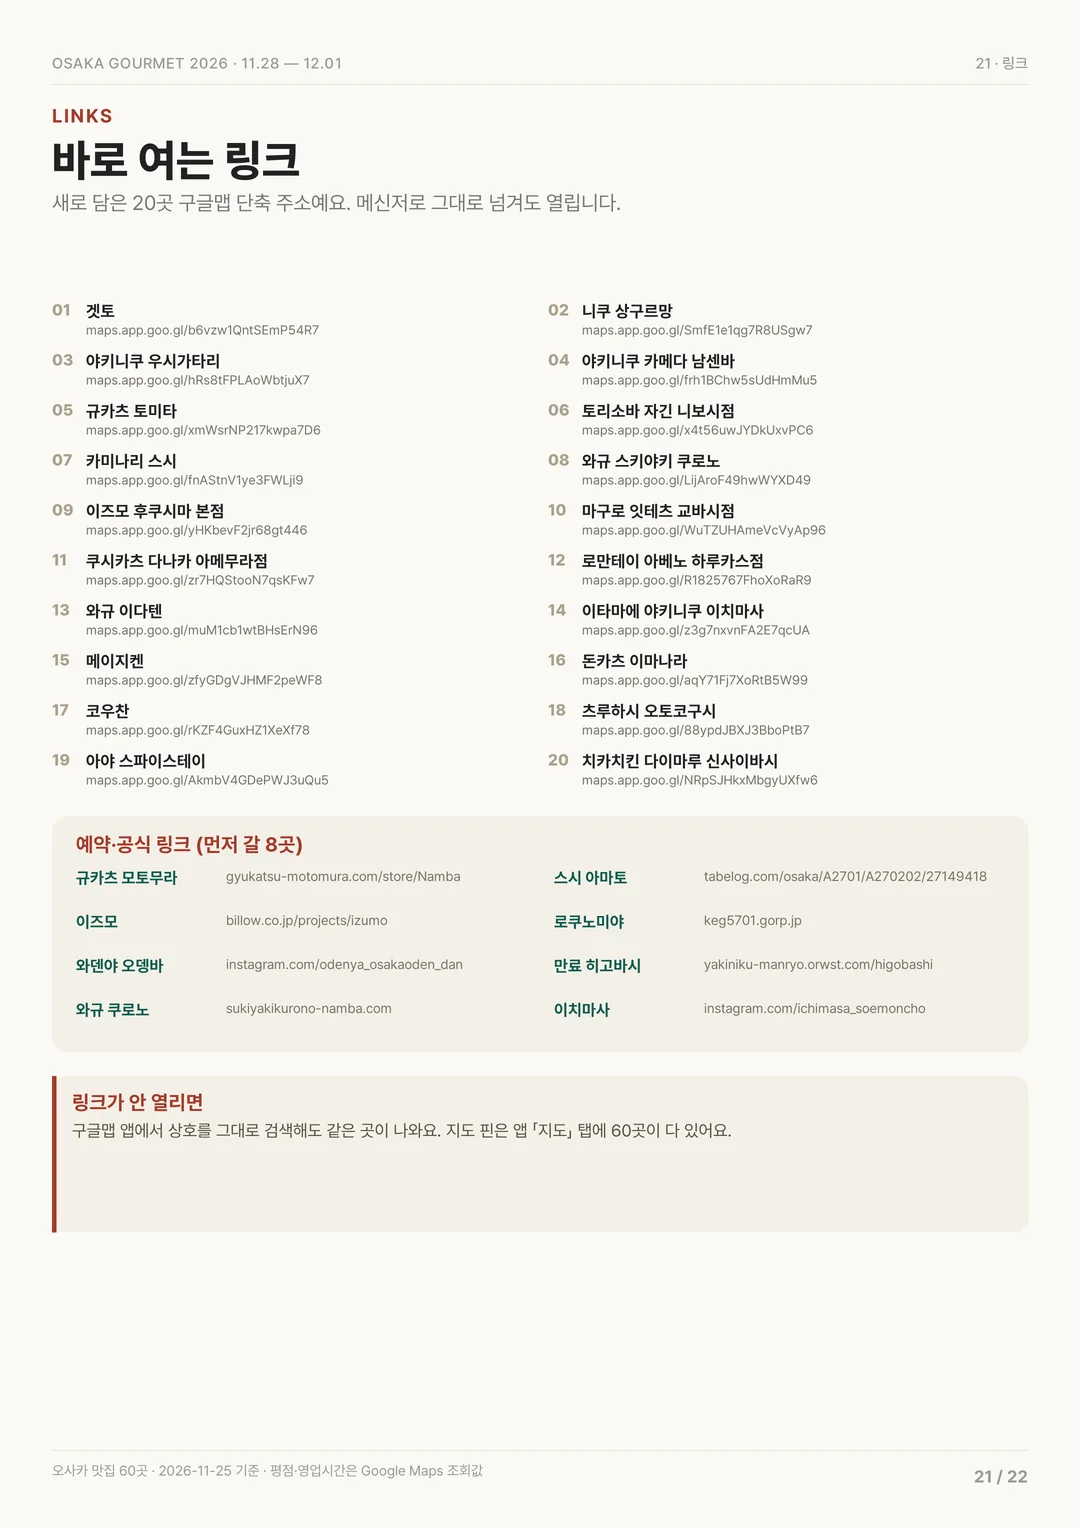 OSAKA GOURMET 2026 · 11.28 — 12.01
21 · 링크
LINKS
바로 여는 링크
새로 담은 20곳 구글맵 단축 주소예요. 메신저로 그대로 넘겨도 열립니다.
01 겟토
maps.app.goo.gl/b6vzw1QntSEmP54R7
02 니쿠 상구르망
maps.app.goo.gl/SmfE1e1qg7R8USgw7
03 야키니쿠 우시가타리
maps.app.goo.gl/hRs8tFPLAoWbtjuX7
04 야키니쿠 카메다 남센바
maps.app.goo.gl/frh1BChw5sUdHmMu5
05 규카츠 토미타
maps.app.goo.gl/xmWsrNP217kwpa7D6
06 토리소바 자긴 니보시점
maps.app.goo.gl/x4t56uwJYDkUxvPC6
07 카미나리 스시
maps.app.goo.gl/fnAStnV1ye3FWLji9
08 와규 스키야키 쿠로노
maps.app.goo.gl/LijAroF49hwWYXD49
09 이즈모 후쿠시마 본점
maps.app.goo.gl/yHKbevF2jr68gt446
10 마구로 잇테츠 교바시점
maps.app.goo.gl/WuTZUHAmeVcVyAp96
11 쿠시카츠 다나카 아메무라점
maps.app.goo.gl/zr7HQStooN7qsKFw7
12 로만테이 아베노 하루카스점
maps.app.goo.gl/R1825767FhoXoRaR9
13 와규 이다텐
maps.app.goo.gl/muM1cb1wtBHsErN96
14 이타마에 야키니쿠 이치마사
maps.app.goo.gl/z3g7nxvnFA2E7qcUA
15 메이지켄
maps.app.goo.gl/zfyGDgVJHMF2peWF8
16 돈카츠 이마나라
maps.app.goo.gl/aqY71Fj7XoRtB5W99
17 코우찬
maps.app.goo.gl/rKZF4GuxHZ1XeXf78
18 츠루하시 오토코구시
maps.app.goo.gl/88ypdJBXJ3BboPtB7
19 아야 스파이스테이
maps.app.goo.gl/AkmbV4GDePWJ3uQu5
20 치카치킨 다이마루 신사이바시
maps.app.goo.gl/NRpSJHkxMbgyUXfw6
예약·공식 링크 (먼저 갈 8곳)
규카츠 모토무라 gyukatsu-motomura.com/store/Namba
스시 아마토 tabelog.com/osaka/A2701/A270202/27149418
이즈모 billow.co.jp/projects/izumo
로쿠노미야 keg5701.gorp.jp
와덴야 오뎅바 instagram.com/odenya_osakaoden_dan
만료 히고바시 yakiniku-manryo.orwst.com/higobashi
와규 쿠로노 sukiyakikurono-namba.com
이치마사 instagram.com/ichimasa_soemoncho
링크가 안 열리면
구글맵 앱에서 상호를 그대로 검색해도 같은 곳이 나와요. 지도 핀은 앱 「지도」 탭에 60곳이 다 있어요.
오사카 맛집 60곳 · 2026-11-25 기준 · 평점·영업시간은 Google Maps 조회값
21 / 22